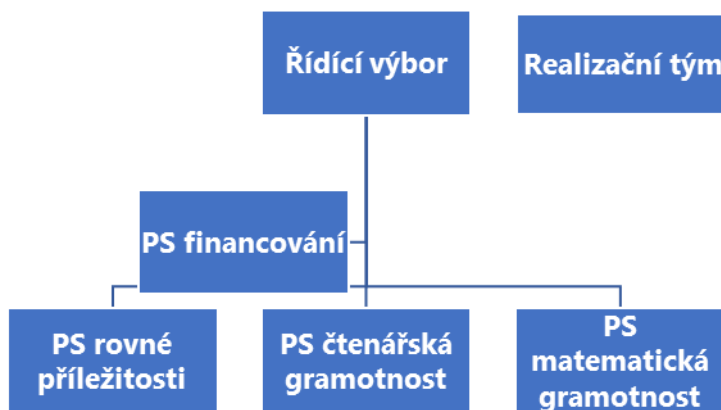 Řídící výbor
Realizační tým
PS financování
PS rovné
příležitosti
PS čtenářská
gramotnost
PS
matematická
gramotnost